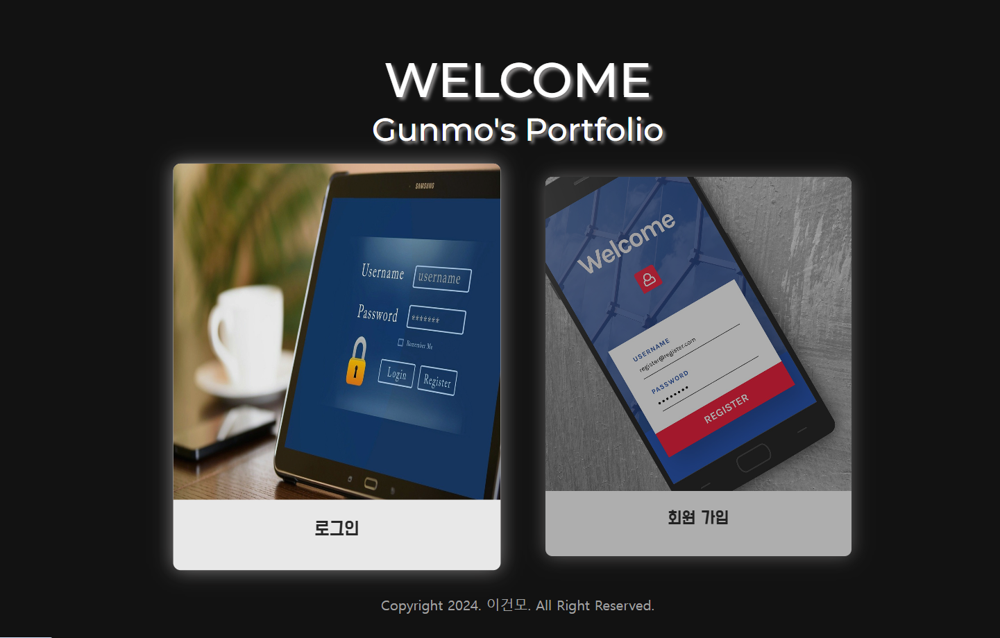 WELCOME
Gunmo's Portfolio
SAMSUNG
Username username
Password *******
Remember Me
Login Register
로그인
Welcome
USERNAME
register@register.com
PASSWORD
••••••••
REGISTER
회원 가입
Copyright 2024. 이건모. All Right Reserved.